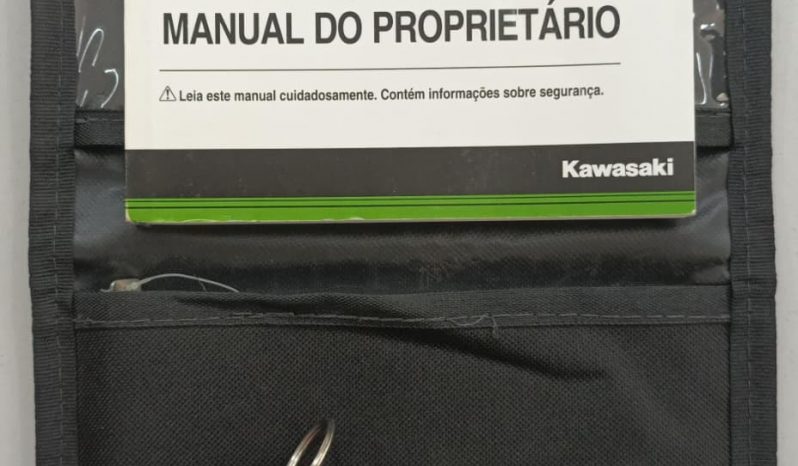 MANUAL DO PROPRIETÁRIO
⚠ Leia este manual cuidadosamente. Contém informações sobre segurança.
Kawasaki